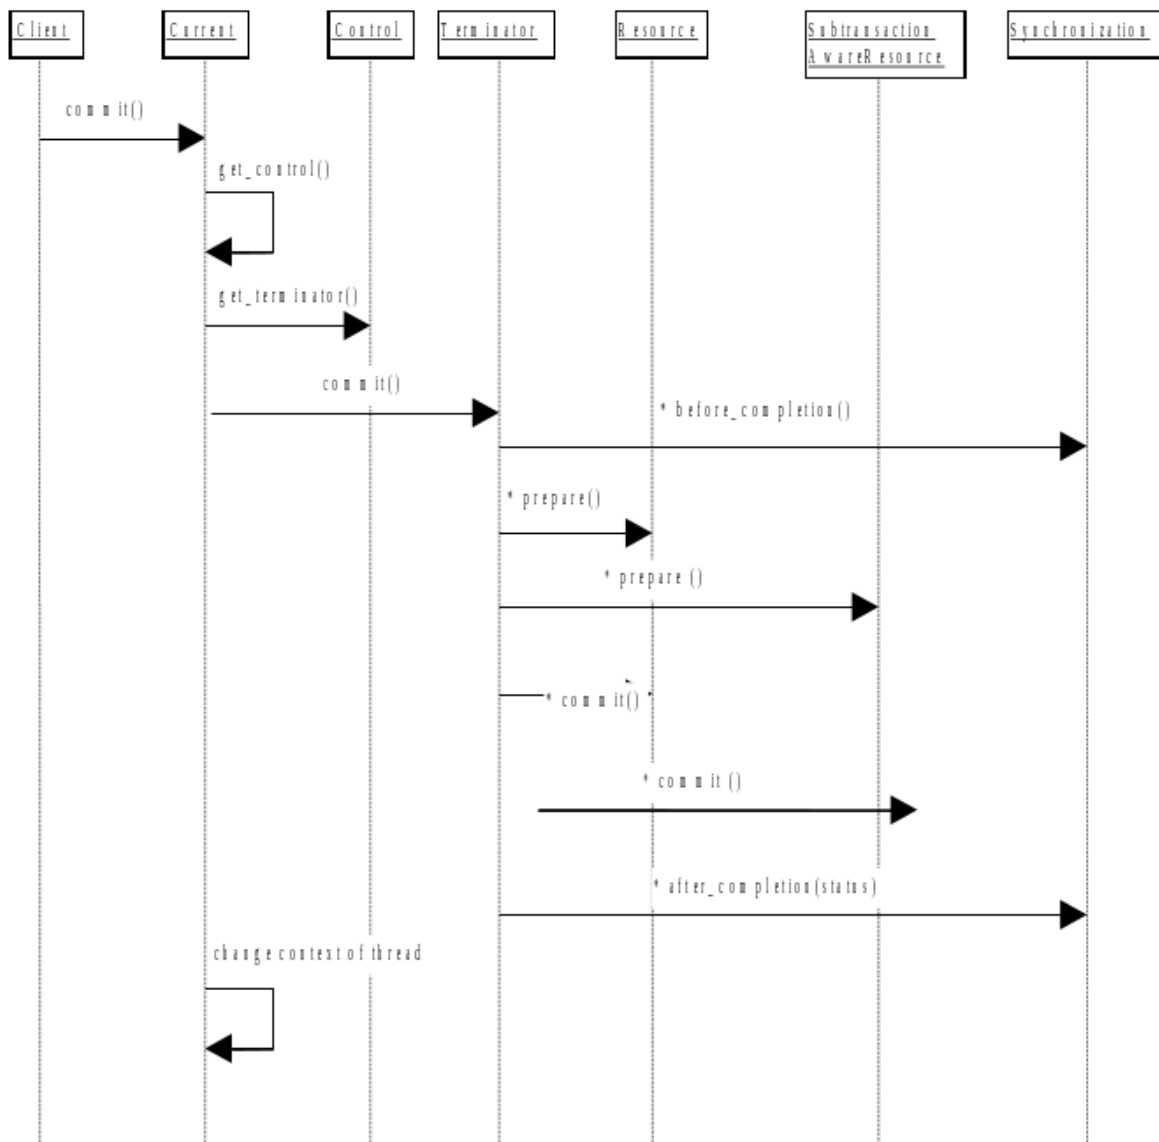 Client
Current
Control
Terminator
Resource
Subtransaction
AwareResource
Synchronization
commit()
get_control()
get_terminator()
commit()
* before_completion()
* prepare()
* prepare ()
* commit()
* commit ()
* after_completion(status)
change context of thread